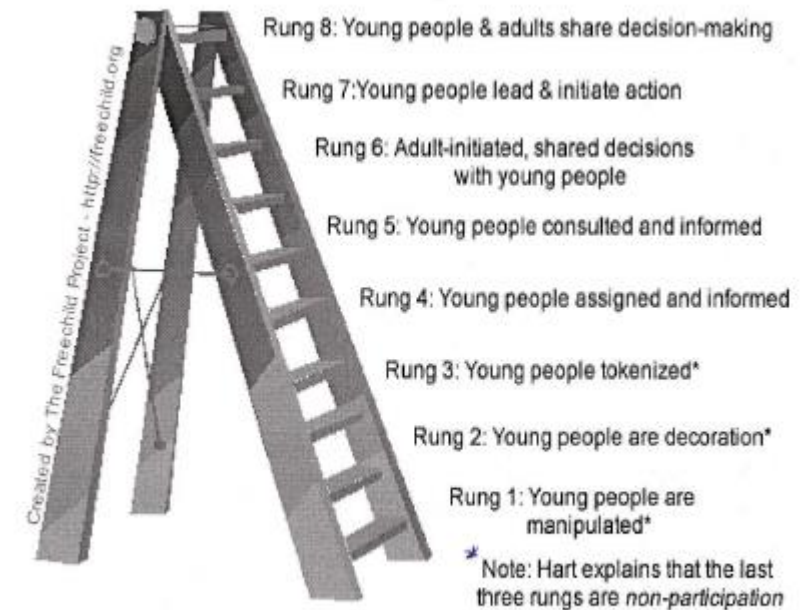 Rung 8: Young people & adults share decision-making
Rung 7:Young people lead & initiate action
Rung 6: Adult-initiated, shared decisions
with young people
Rung 5: Young people consulted and informed
Rung 4: Young people assigned and informed
Rung 3: Young people tokenized*
Rung 2: Young people are decoration*
Rung 1: Young people are
manipulated*
* Note: Hart explains that the last
three rungs are non-participation
Created by The Freechild Project - http://freechild.org